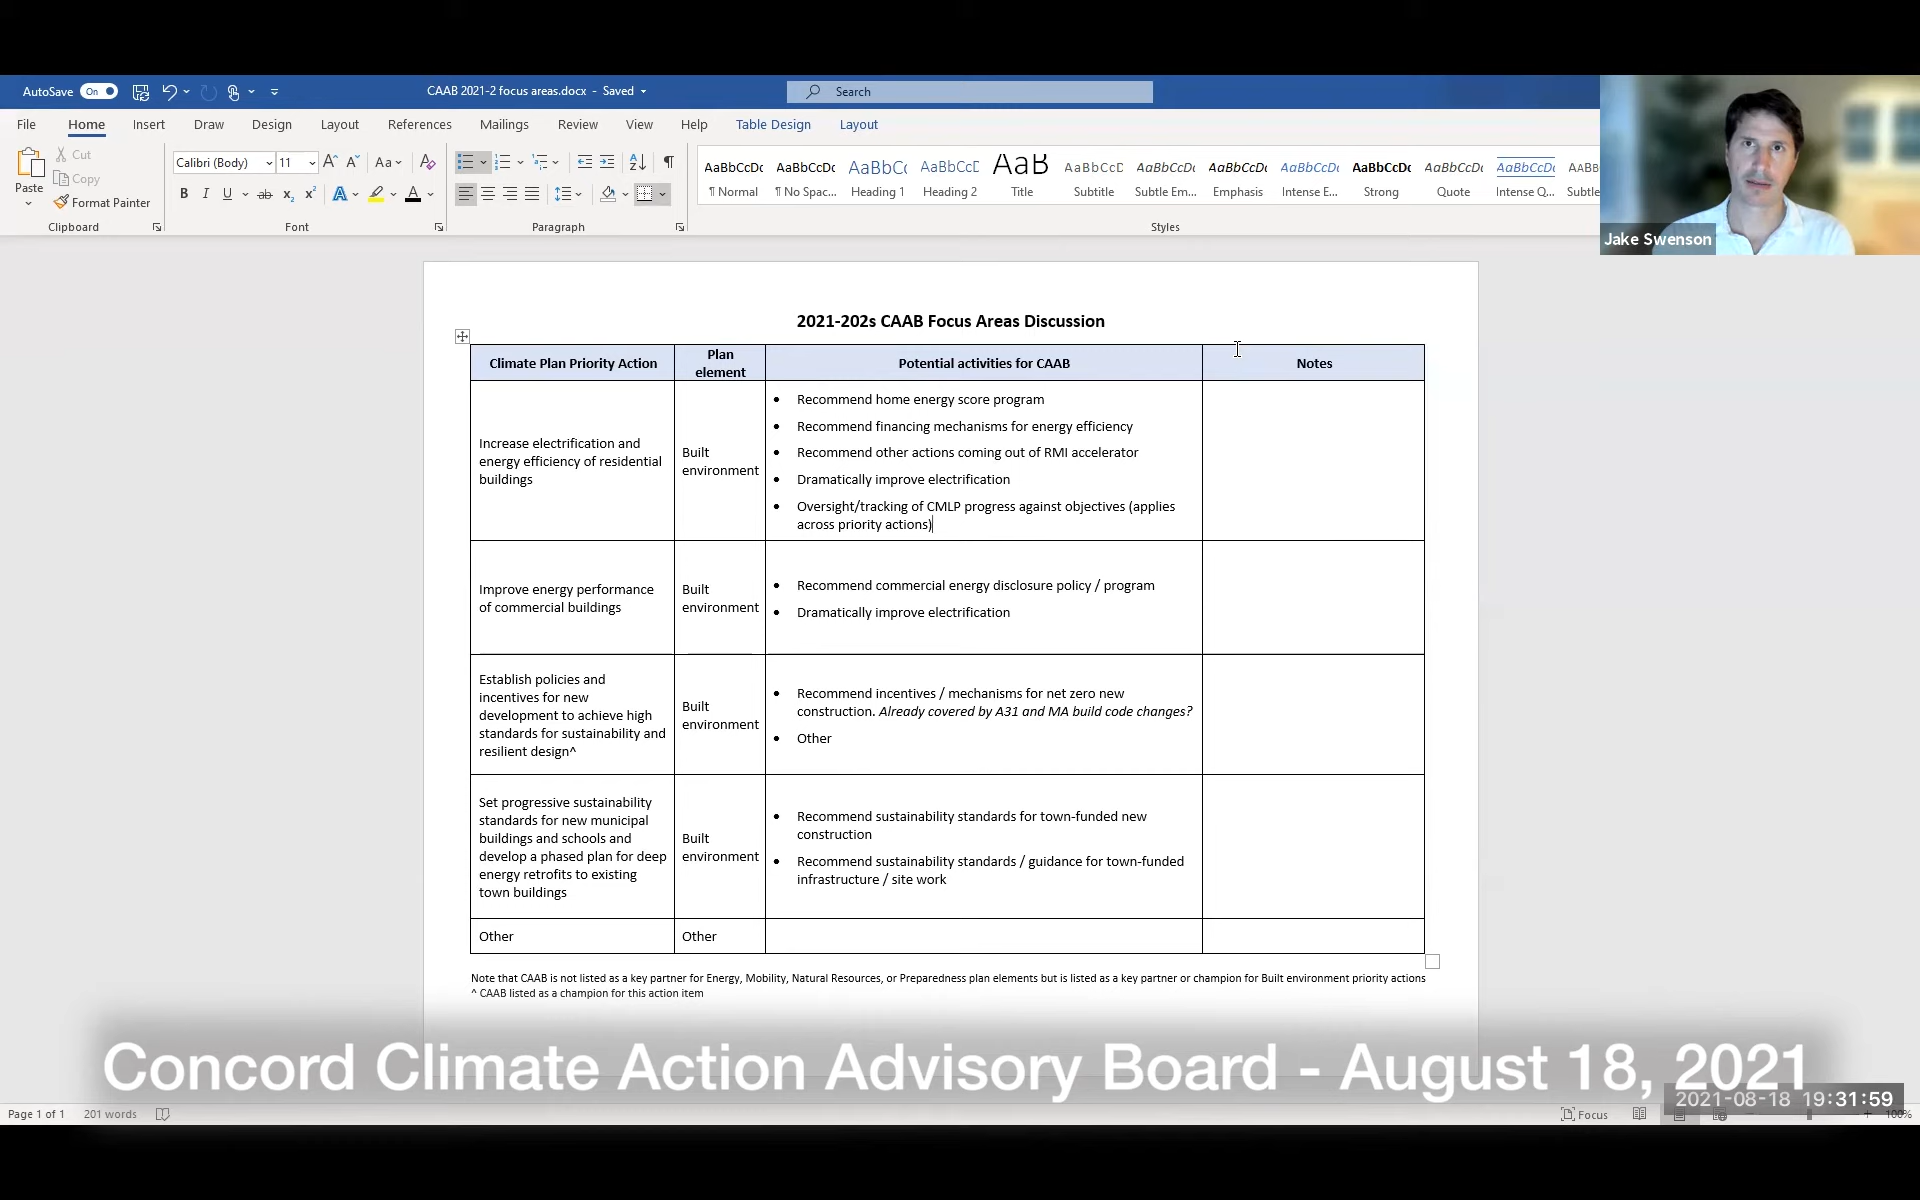 AutoSave On CAAB 2021-2 focus areas.docx - Saved Search
File Home Insert Draw Design Layout References Mailings Review View Help Table Design Layout
Paste
Cut
Copy
Format Painter
Clipboard
Calibri (Body) 11 Aa
B I U ab x₂ x² A A
Font
Paragraph
AaBbCcDc AaBbCcDc AaBbCc AaBbCcD AaB AaBbCcD AaBbCcDc AaBbCcDc AaBbCcDc AaBbCcDc AaBbCcDc AaBbCcDc AABB
¶ Normal ¶ No Spac... Heading 1 Heading 2 Title Subtitle Subtle Em... Emphasis Intense E... Strong Quote Intense Q... Subtle
Styles
Jake Swenson
2021-202s CAAB Focus Areas Discussion
Climate Plan Priority Action
Plan
element
Potential activities for CAAB
Notes
Increase electrification and
energy efficiency of residential
buildings
Built
environment
• Recommend home energy score program
• Recommend financing mechanisms for energy efficiency
• Recommend other actions coming out of RMI accelerator
• Dramatically improve electrification
• Oversight/tracking of CMLP progress against objectives (applies
across priority actions)
Improve energy performance
of commercial buildings
Built
environment
• Recommend commercial energy disclosure policy / program
• Dramatically improve electrification
Establish policies and
incentives for new
development to achieve high
standards for sustainability and
resilient design^
Built
environment
• Recommend incentives / mechanisms for net zero new
construction. Already covered by A31 and MA build code changes?
• Other
Set progressive sustainability
standards for new municipal
buildings and schools and
develop a phased plan for deep
energy retrofits to existing
town buildings
Built
environment
• Recommend sustainability standards for town-funded new
construction
• Recommend sustainability standards / guidance for town-funded
infrastructure / site work
Other
Other
Note that CAAB is not listed as a key partner for Energy, Mobility, Natural Resources, or Preparedness plan elements but is listed as a key partner or champion for Built environment priority actions
^ CAAB listed as a champion for this action item
Concord Climate Action Advisory Board - August 18, 2021
2021-08-18 19:31:59
Page 1 of 1 201 words Focus 100%